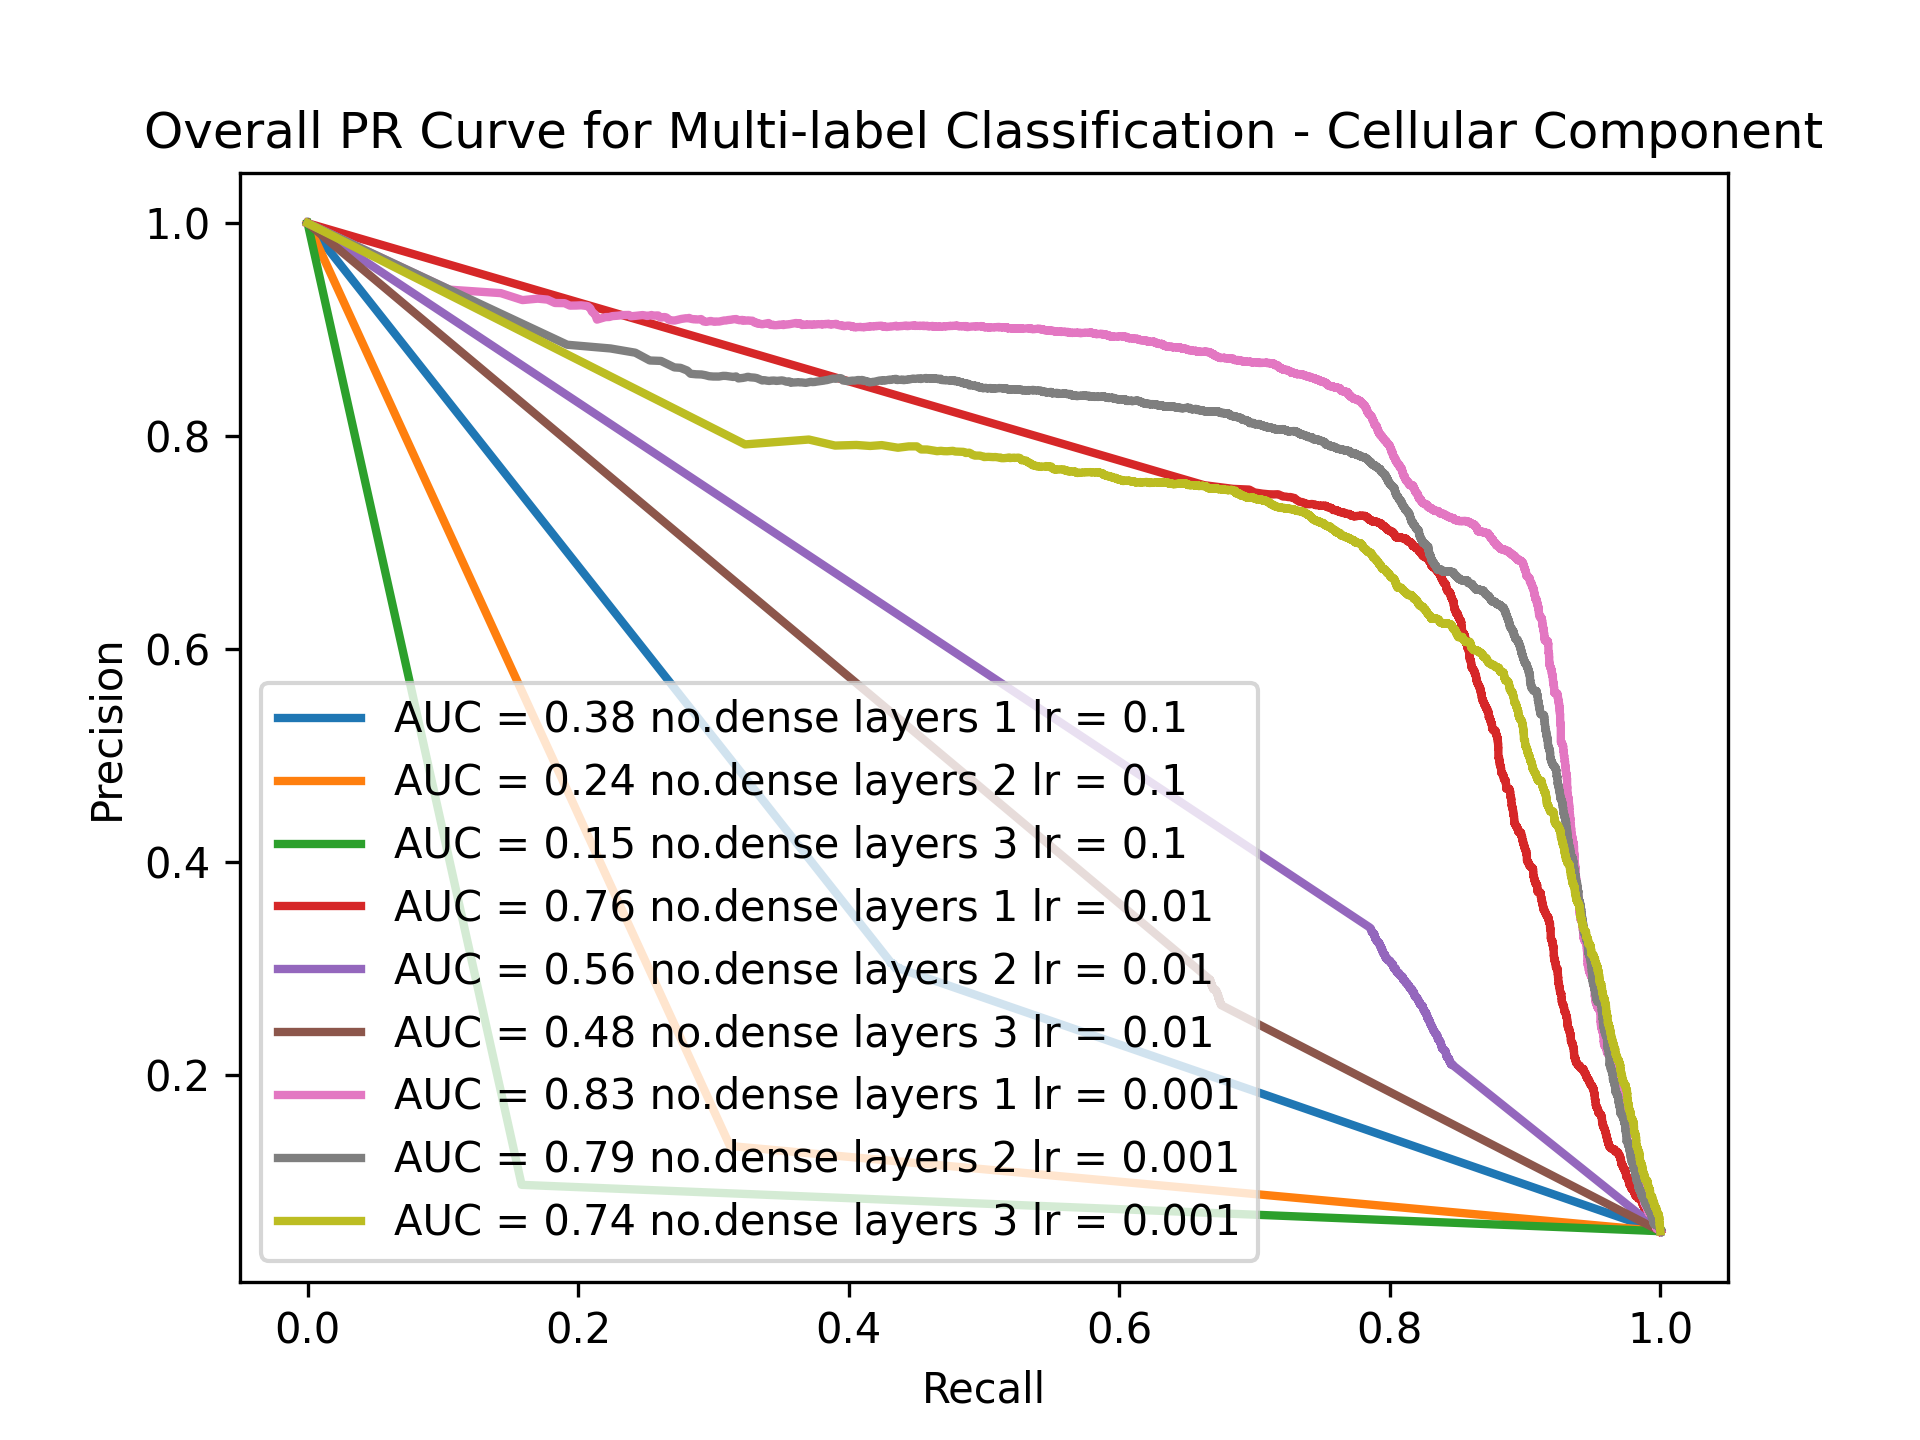 Overall PR Curve for Multi-label Classification - Cellular Component
1.0
0.8
0.6
0.4
0.2
Precision
AUC = 0.38 no.dense layers 1 lr = 0.1
AUC = 0.24 no.dense layers 2 lr = 0.1
AUC = 0.15 no.dense layers 3 lr = 0.1
AUC = 0.76 no.dense layers 1 lr = 0.01
AUC = 0.56 no.dense layers 2 lr = 0.01
AUC = 0.48 no.dense layers 3 lr = 0.01
AUC = 0.83 no.dense layers 1 lr = 0.001
AUC = 0.79 no.dense layers 2 lr = 0.001
AUC = 0.74 no.dense layers 3 lr = 0.001
0.0 0.2 0.4 0.6 0.8 1.0
Recall